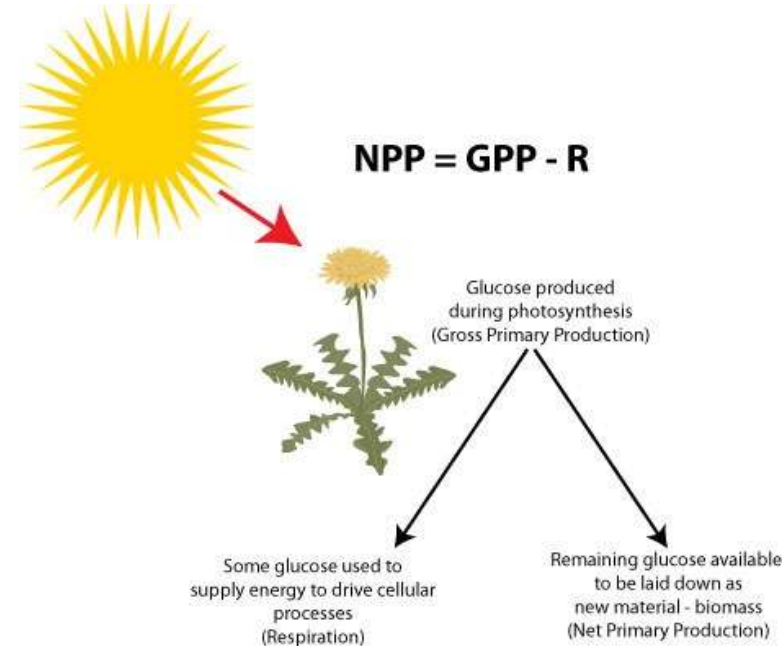 NPP = GPP - R
Glucose produced
during photosynthesis
(Gross Primary Production)
Some glucose used to
supply energy to drive cellular
processes
(Respiration)
Remaining glucose available
to be laid down as
new material - biomass
(Net Primary Production)